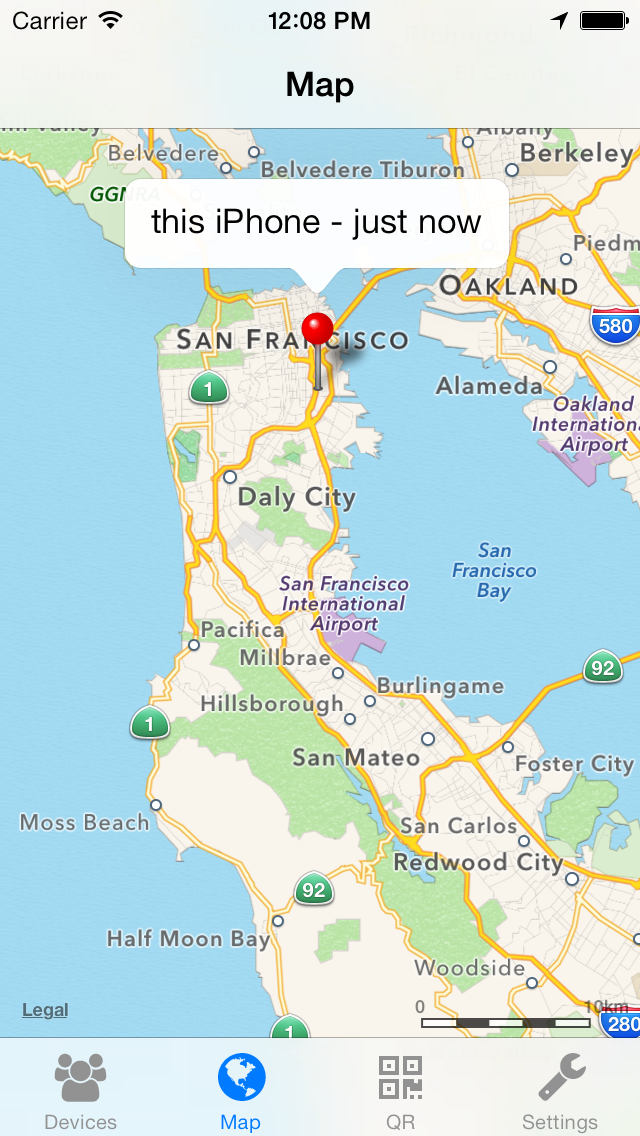 Carrier 12:08 PM
Map
Albany
Belvedere
Berkeley
Belvedere Tiburon
GGNRA
this iPhone - just now
Piedm
OAKLAND
580
SAN FRANCISCO
1
Alameda
Oakland
International
Airport
Daly City
San
Francisco
Bay
San Francisco
International
Airport
Pacifica
Millbrae
92
Burlingame
Hillsborough
1
San Mateo
Foster City
Moss Beach
San Carlos
Redwood City
92
Half Moon Bay
Woodside
Legal
0 10km
280
1
Devices Map QR Settings